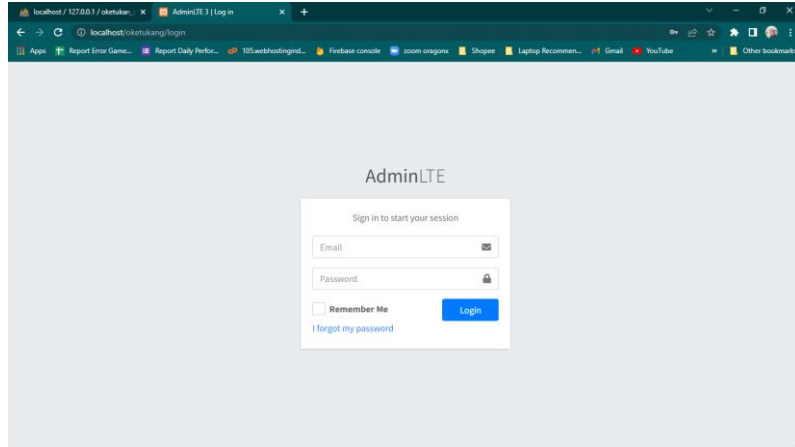 localhost / 127.0.0.1 / oketukan_
AdminLTE 3 | Log in
localhost/oketukang/login
Apps
Report Error Game...
Report Daily Perfor...
105.webhostingind...
Firebase console
zoom oragonx
Shopee
Laptop Recommen...
Gmail
YouTube
Other bookmarks
AdminLTE
Sign in to start your session
Email
Password
Remember Me
Login
I forgot my password